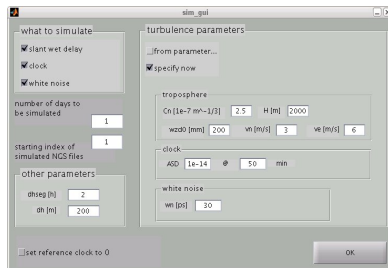 sim_gui
what to simulate
slant wet delay
clock
white noise
number of days to
be simulated
1
starting index of
simulated NGS files
1
other parameters
dhseg [h] 2
dh [m] 200
set reference clock to 0
turbulence parameters
from parameter...
specify now
troposphere
Cn [1e-7 m^-1/3] 2.5 H [m] 2000
wzd0 [mm] 200 vn [m/s] 3 ve [m/s] 6
clock
ASD 1e-14 @ 50 min
white noise
wn [ps] 30
OK